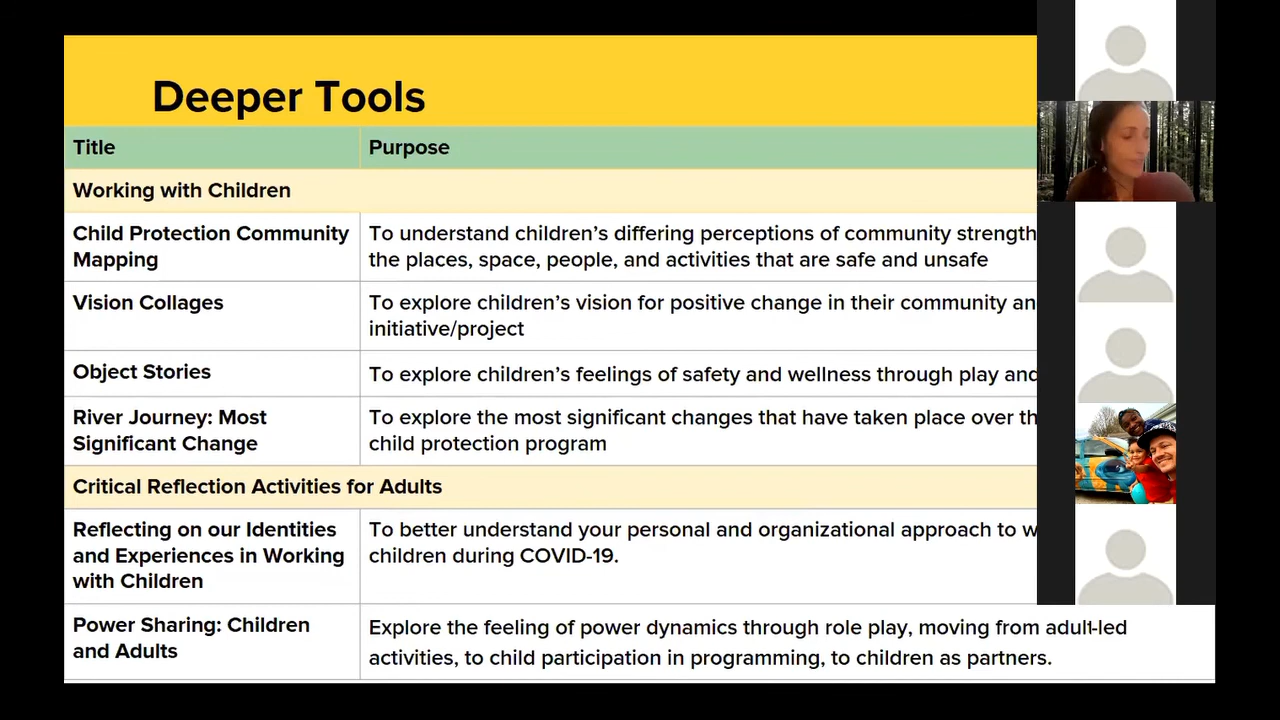 Deeper Tools
Title
Purpose
Working with Children
Child Protection Community
Mapping
To understand children's differing perceptions of community strength
the places, space, people, and activities that are safe and unsafe
Vision Collages
To explore children's vision for positive change in their community an
initiative/project
Object Stories
To explore children's feelings of safety and wellness through play and
River Journey: Most
Significant Change
To explore the most significant changes that have taken place over th
child protection program
Critical Reflection Activities for Adults
Reflecting on our Identities
and Experiences in Working
with Children
To better understand your personal and organizational approach to w
children during COVID-19.
Power Sharing: Children
and Adults
Explore the feeling of power dynamics through role play, moving from adult-led
activities, to child participation in programming, to children as partners.